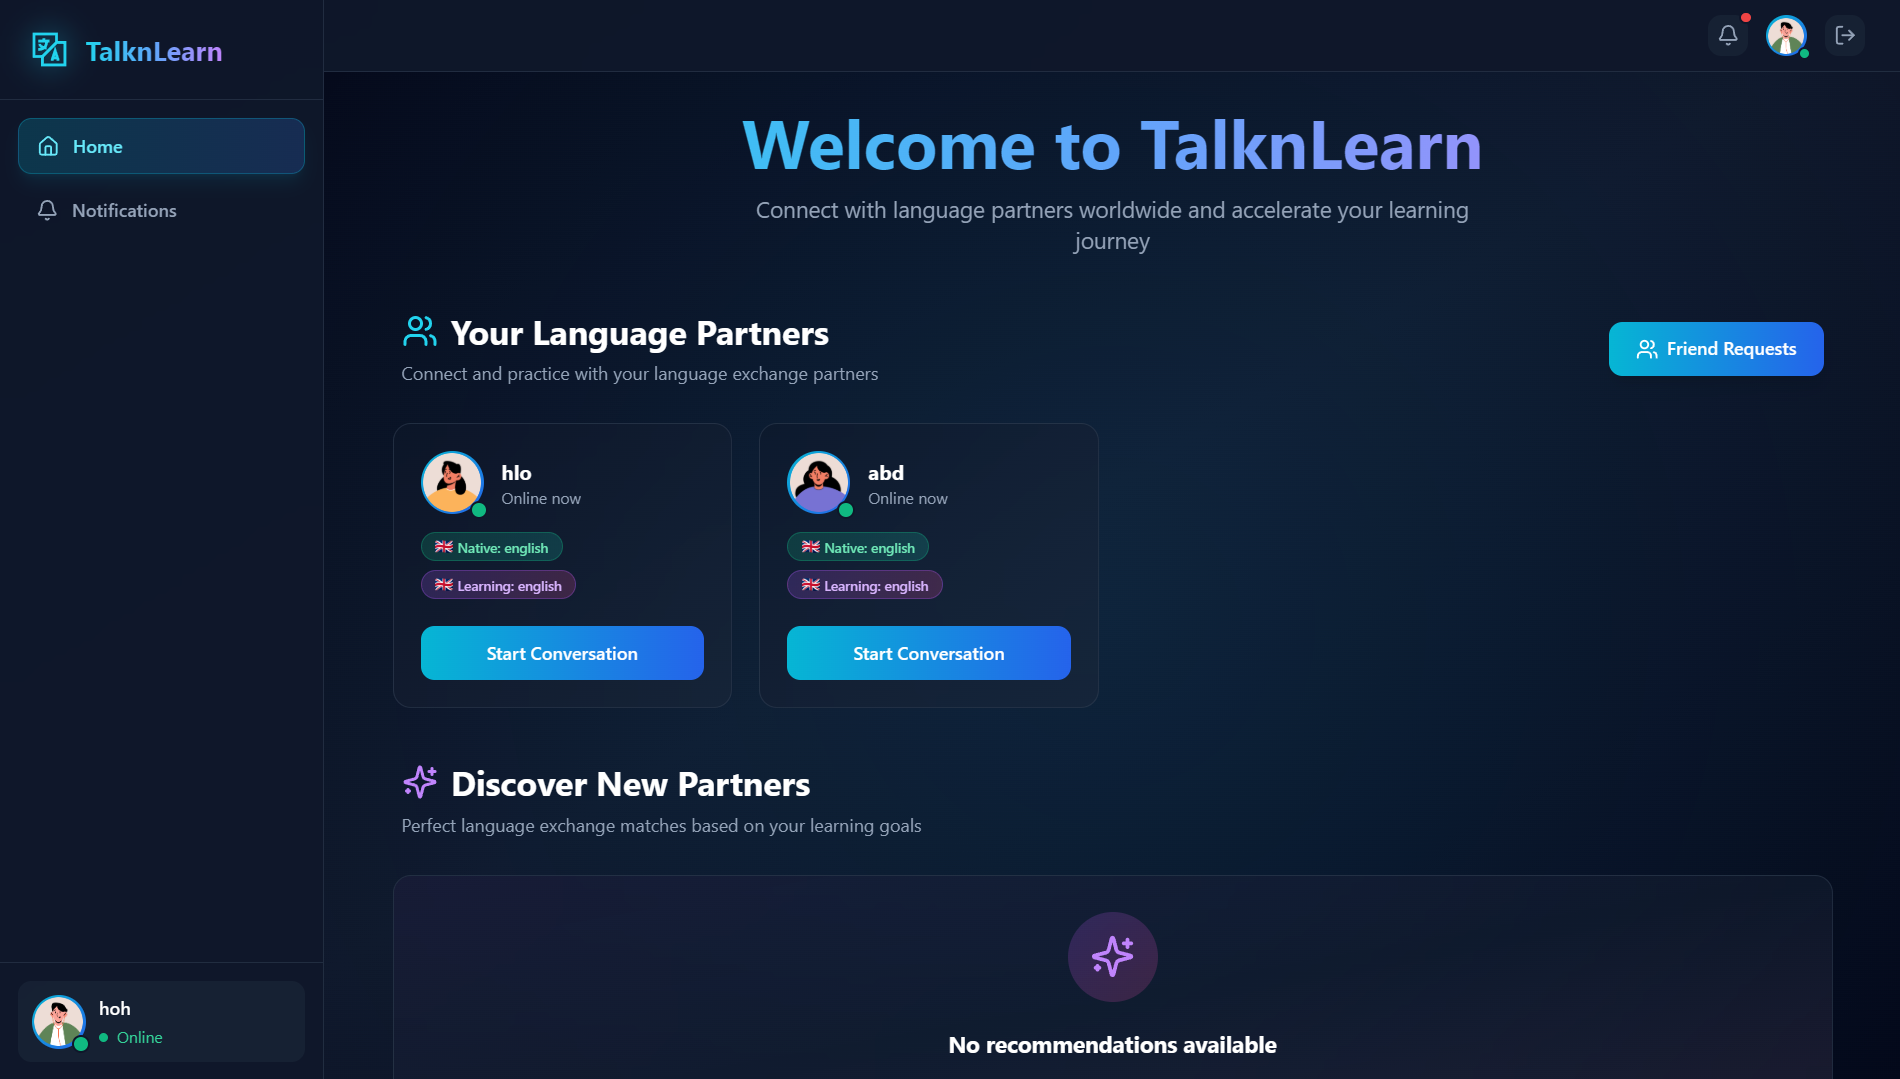 TalknLearn
Home
Notifications
Welcome to TalknLearn
Connect with language partners worldwide and accelerate your learning
journey
Your Language Partners
Connect and practice with your language exchange partners
Friend Requests
hlo
Online now
Native: english
Learning: english
Start Conversation
abd
Online now
Native: english
Learning: english
Start Conversation
Discover New Partners
Perfect language exchange matches based on your learning goals
No recommendations available
hoh
Online